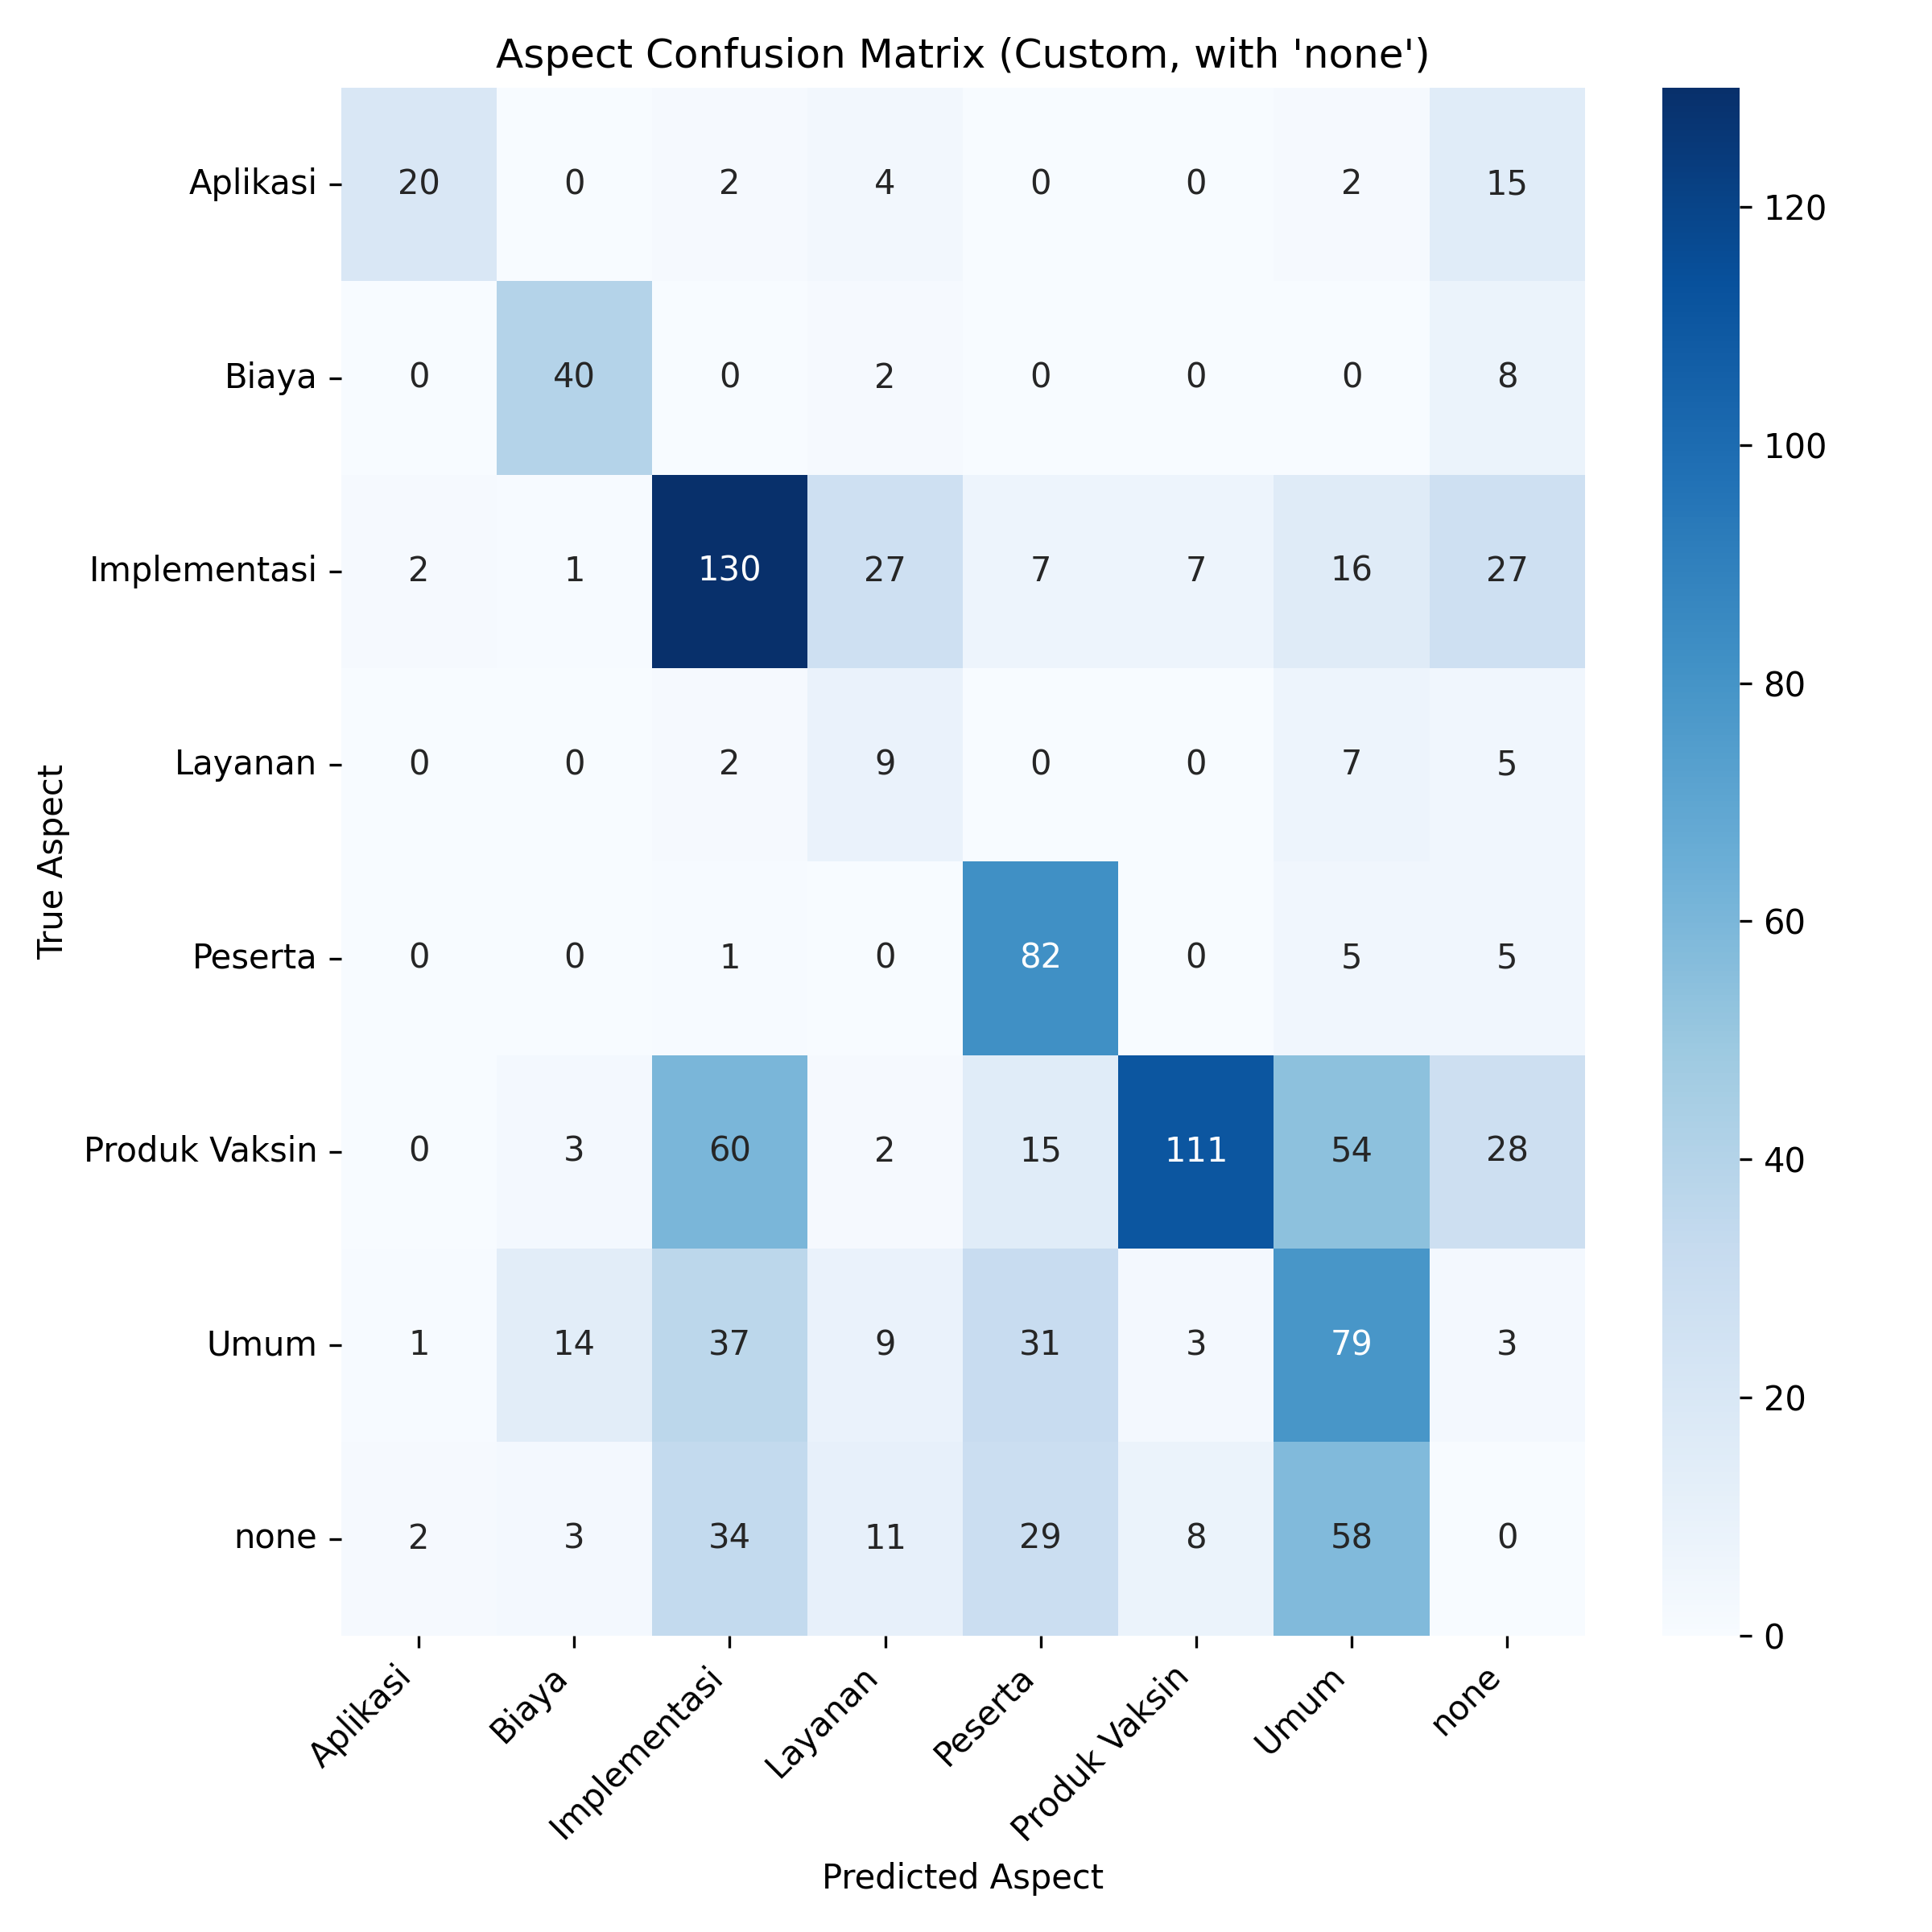 Aspect Confusion Matrix (Custom, with 'none')
True Aspect
Aplikasi 20 0 2 4 0 0 2 15
Biaya 0 40 0 2 0 0 0 8
Implementasi 2 1 130 27 7 7 16 27
Layanan 0 0 2 9 0 0 7 5
Peserta 0 0 1 0 82 0 5 5
Produk Vaksin 0 3 60 2 15 111 54 28
Umum 1 14 37 9 31 3 79 3
none 2 3 34 11 29 8 58 0
Aplikasi Biaya Implementasi Layanan Peserta Produk Vaksin Umum none
Predicted Aspect
120
100
80
60
40
20
0